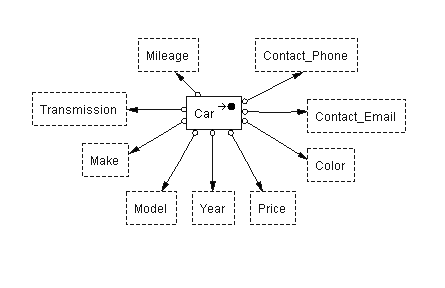 Mileage
Contact_Phone
Transmission
Car
Contact_Email
Make
Color
Model
Year
Price